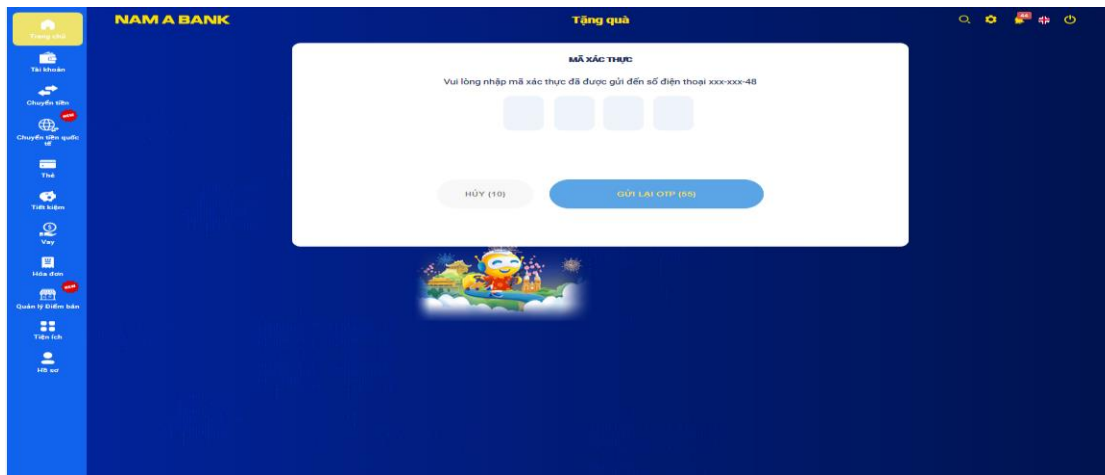 NAM A BANK
Tặng quà
Trang chủ
Tài khoản
Chuyển tiền
NEW
Chuyển tiền quốc
tế
Thẻ
Tiết kiệm
Vay
Hóa đơn
NEW
Quản lý Điểm bán
Tiện ích
Hồ sơ
MÃ XÁC THỰC
Vui lòng nhập mã xác thực đã được gửi đến số điện thoại xxx-xxx-48
HỦY (10)
GỬI LẠI OTP (55)